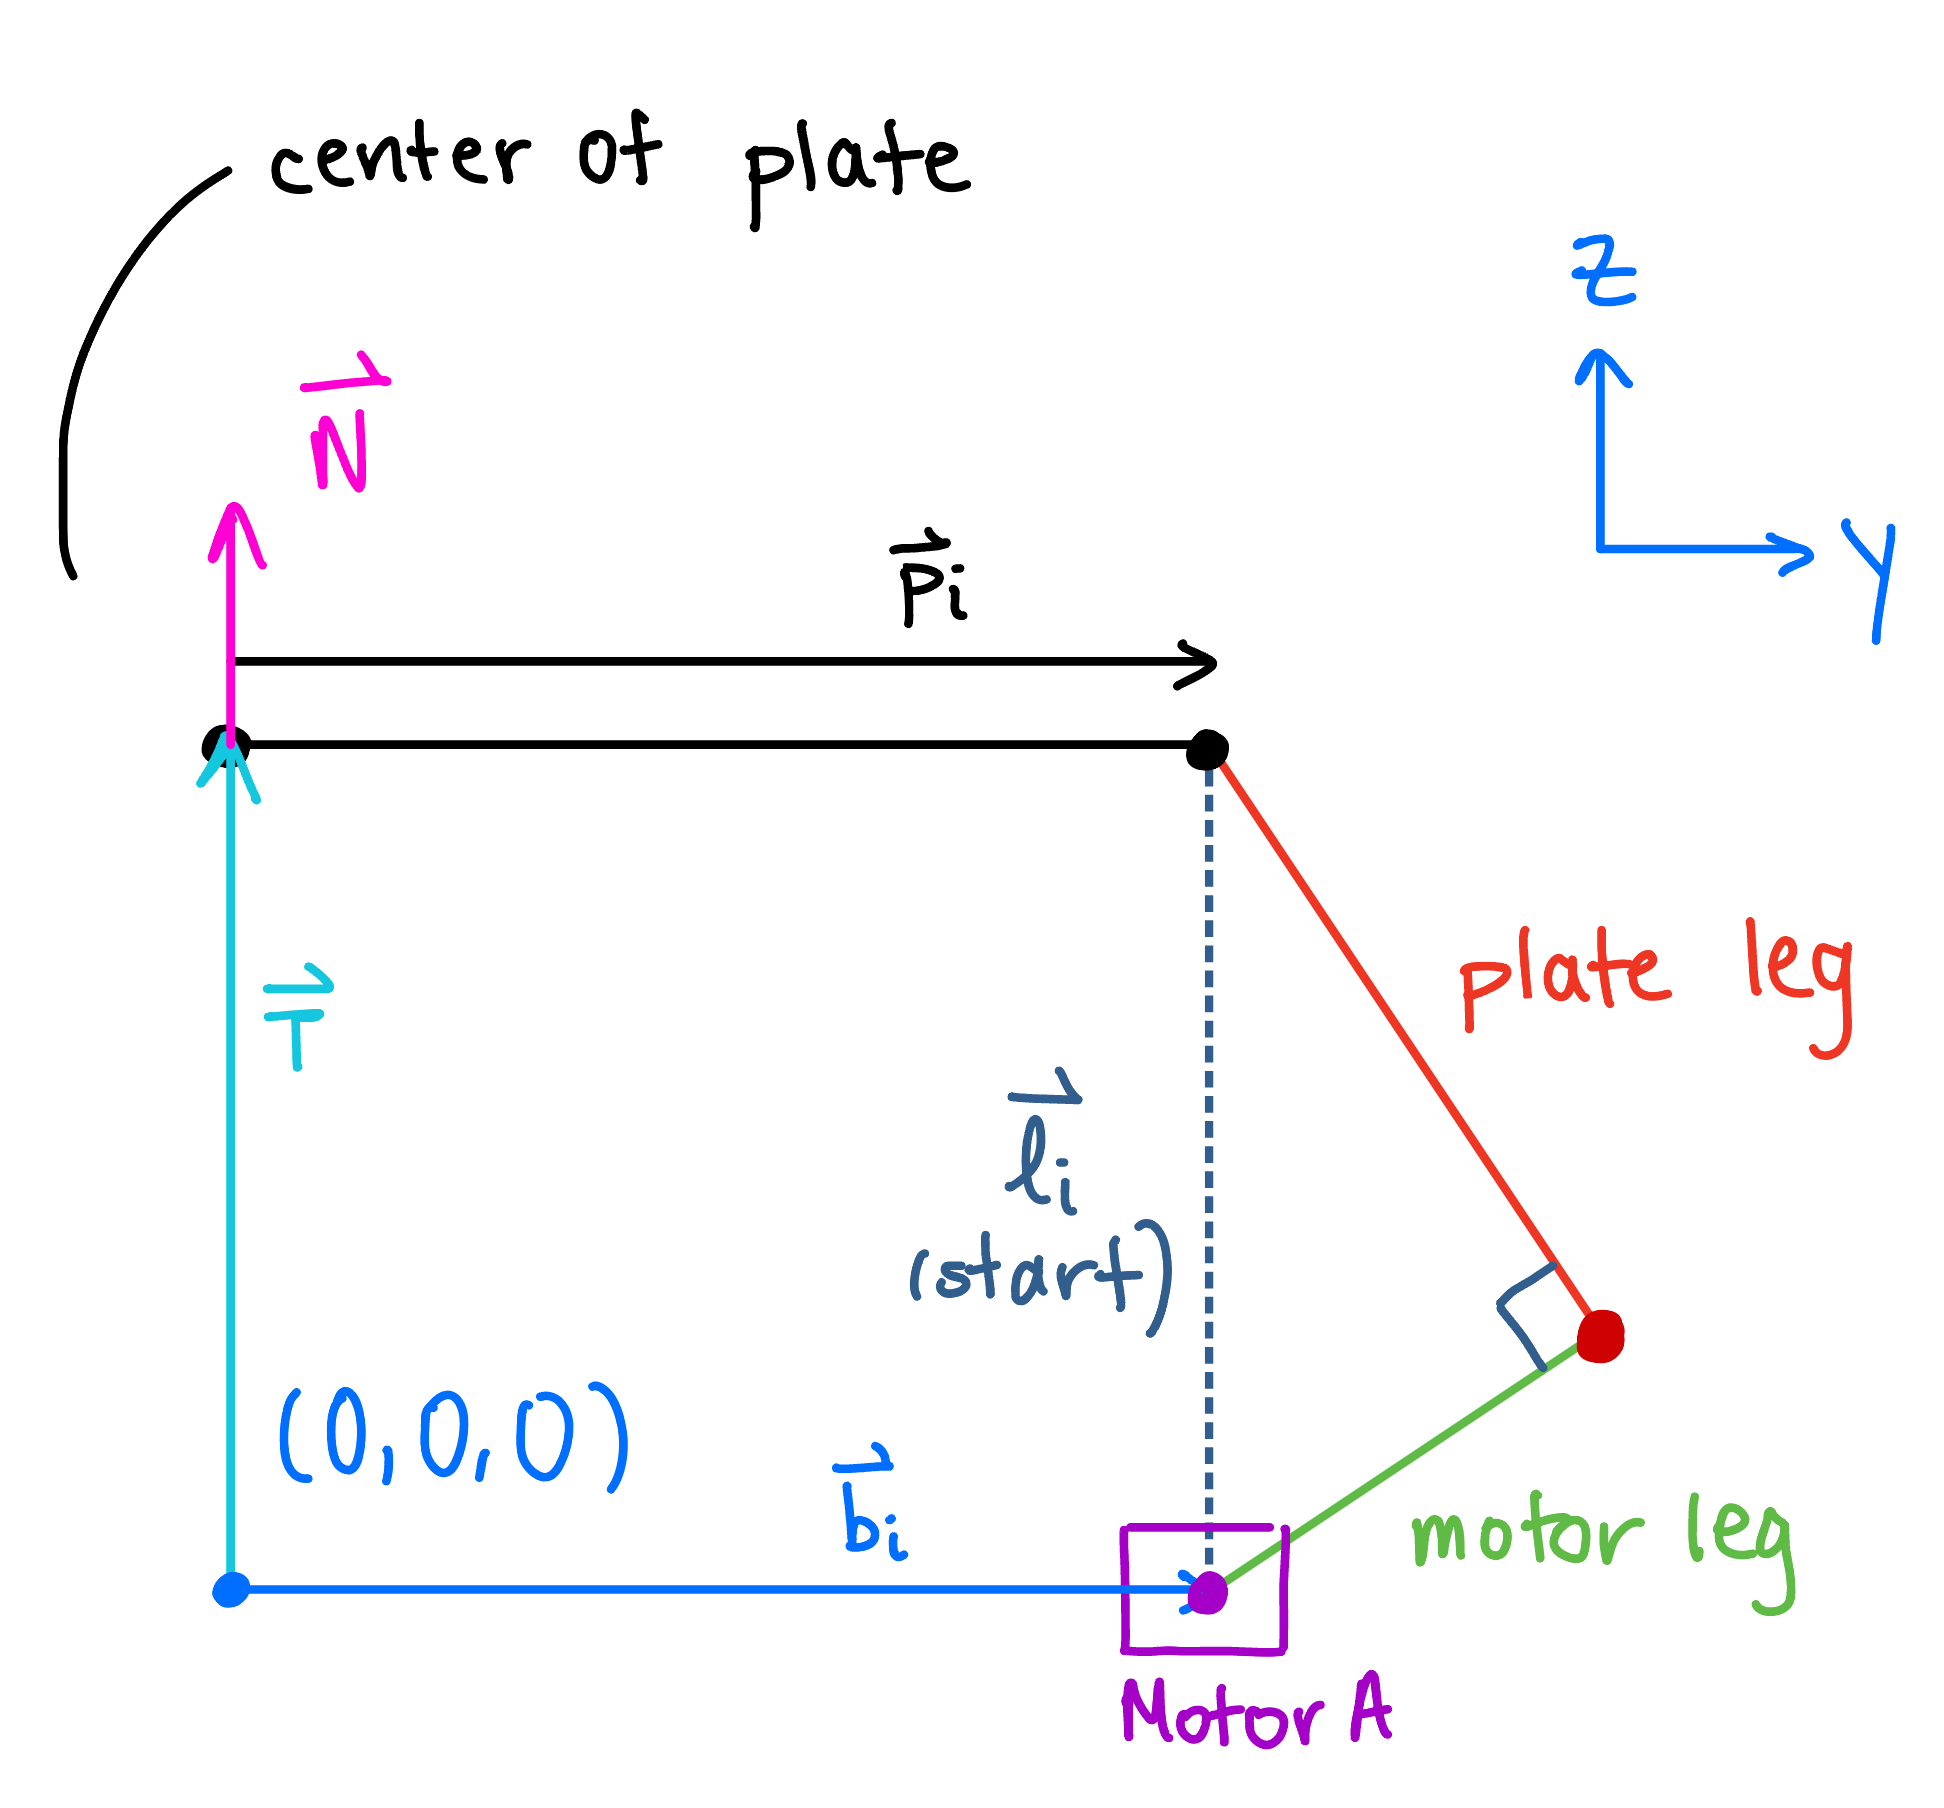 center of plate
Z
N
pi
Y
plate leg
T
li
(start)
(0,0,0)
bi
motor leg
Motor A